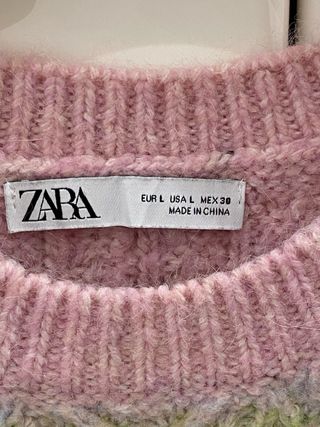 ZARA
EUR L USA L MEX 30
MADE IN CHINA